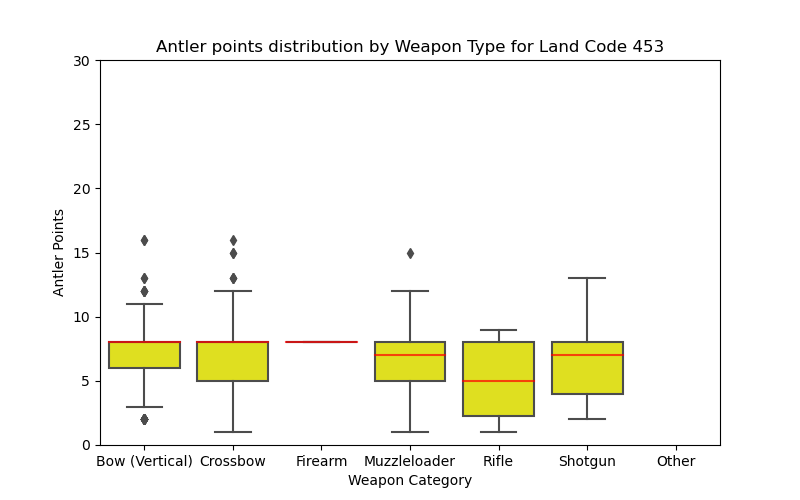 Antler points distribution by Weapon Type for Land Code 453
30
25
20
15
10
5
0
Antler Points
Bow (Vertical) Crossbow Firearm Muzzleloader Rifle Shotgun Other
Weapon Category